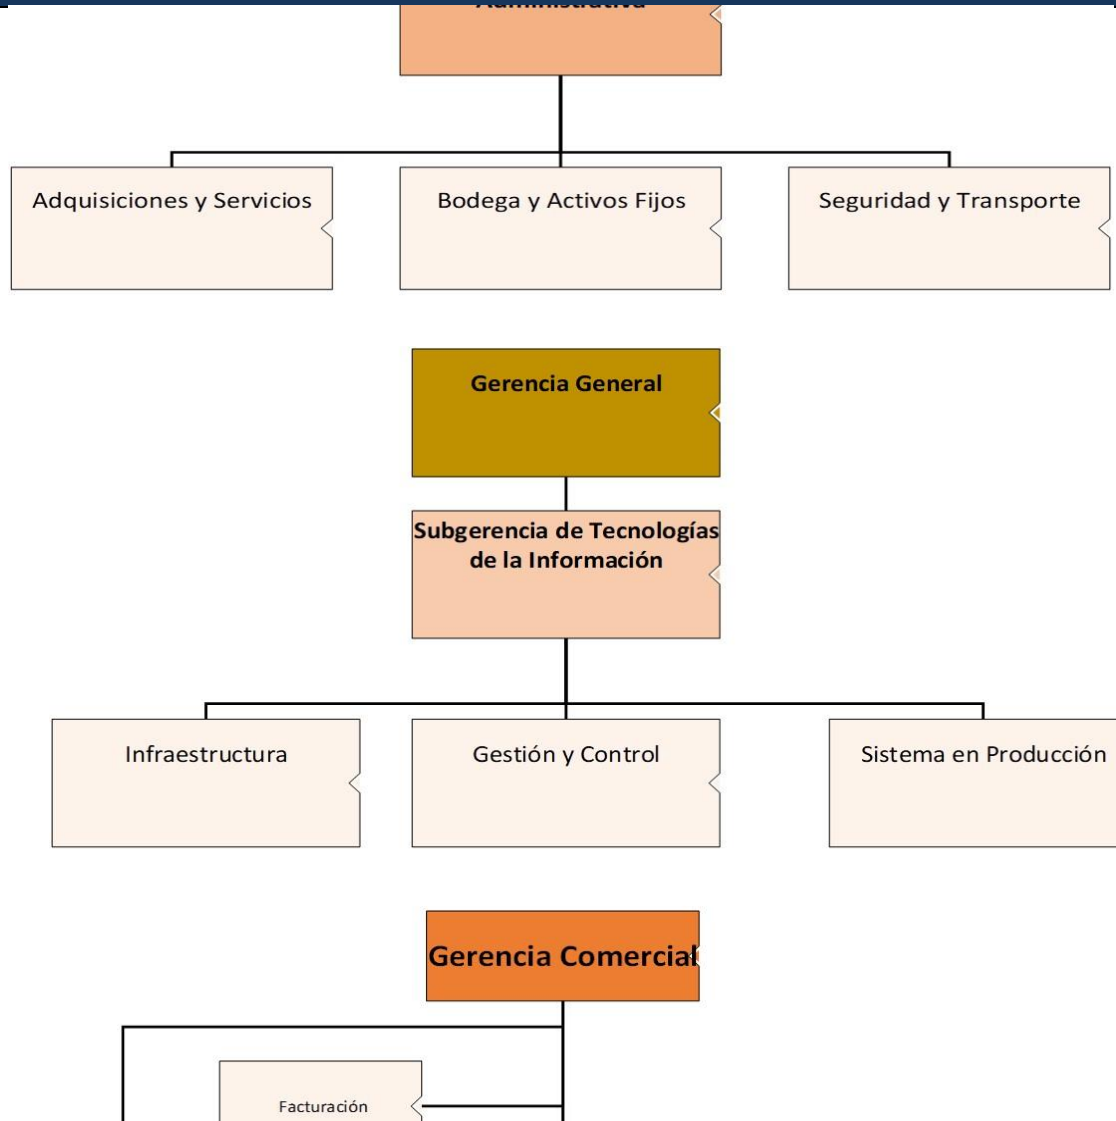 Administrativa
Adquisiciones y Servicios
Bodega y Activos Fijos
Seguridad y Transporte
Gerencia General
Subgerencia de Tecnologías
de la Información
Infraestructura
Gestión y Control
Sistema en Producción
Gerencia Comercial
Facturación